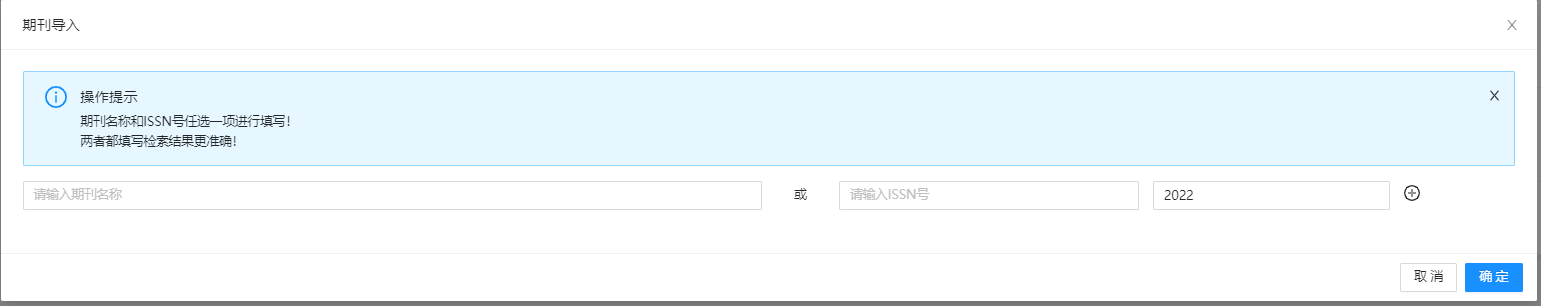 期刊导入
操作提示
期刊名称和ISSN号任选一项进行填写!
两者都填写检索结果更准确!
请输入期刊名称 或 请输入ISSN号 2022
取消 确定